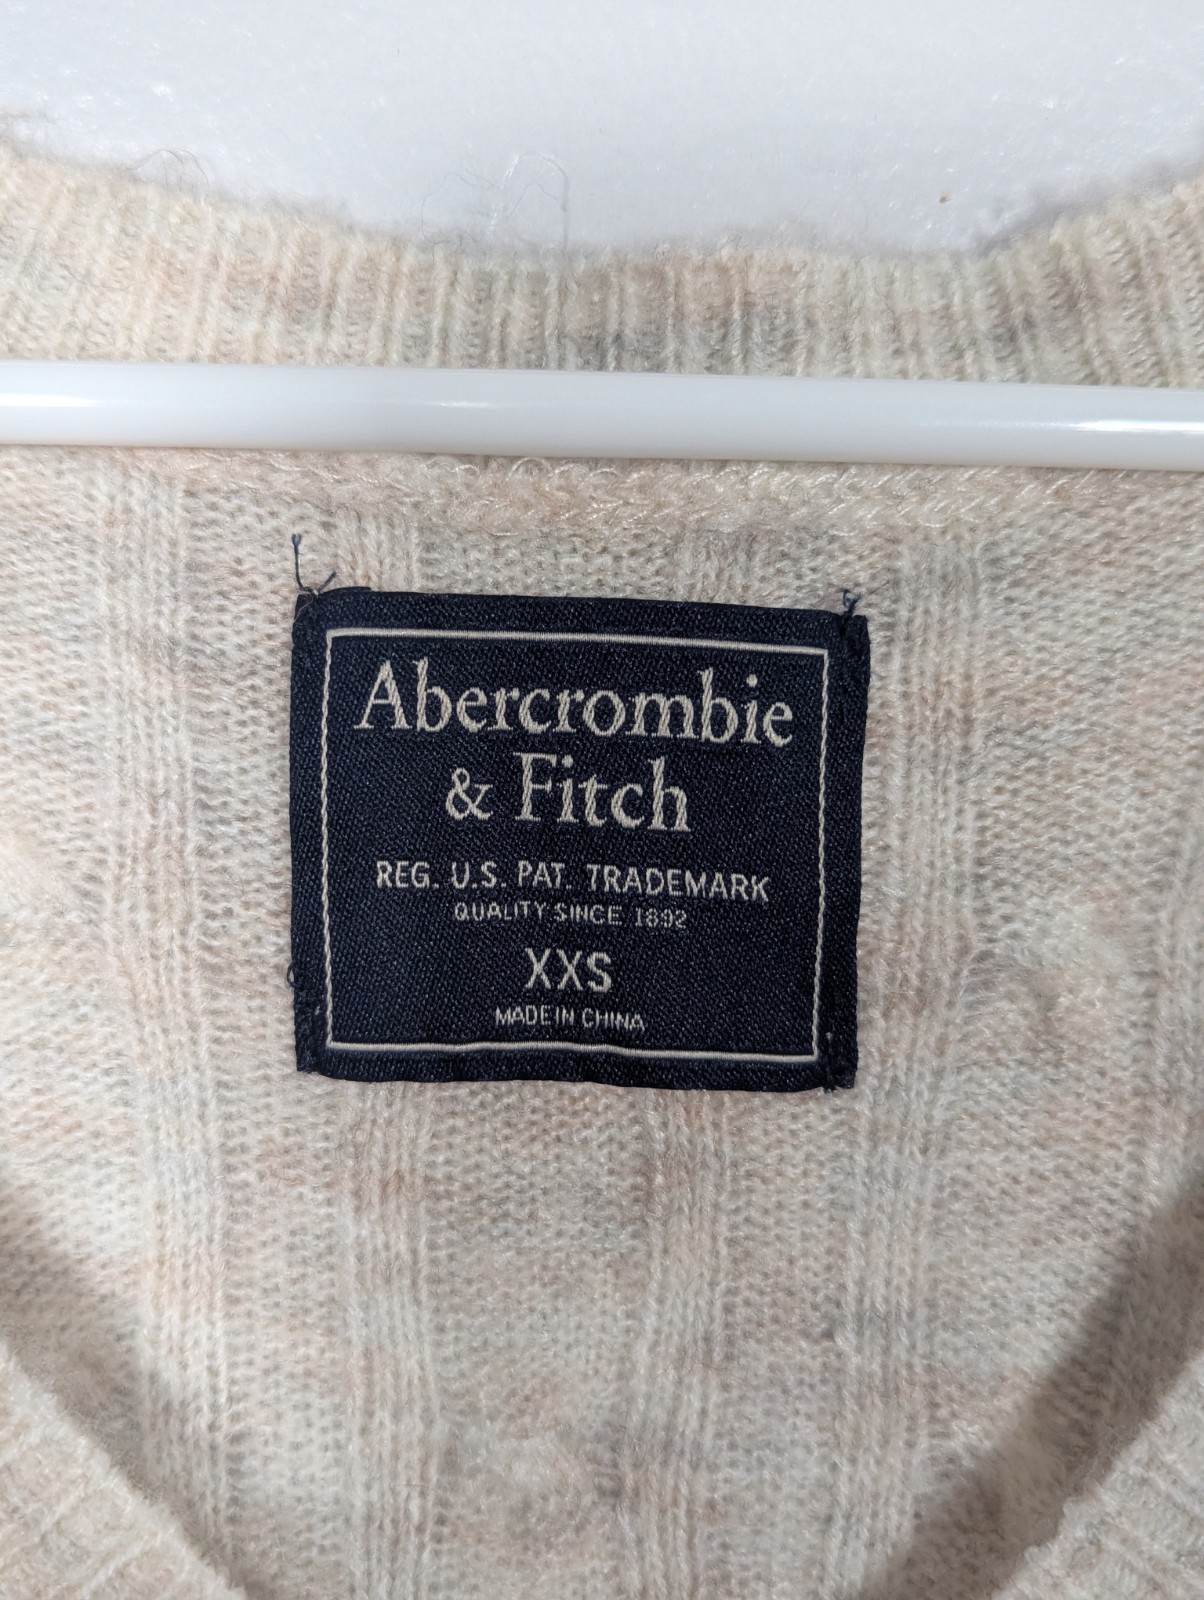 Abercrombie
& Fitch
REG. U.S. PAT. TRADEMARK
QUALITY SINCE 1892
XXS
MADE IN CHINA